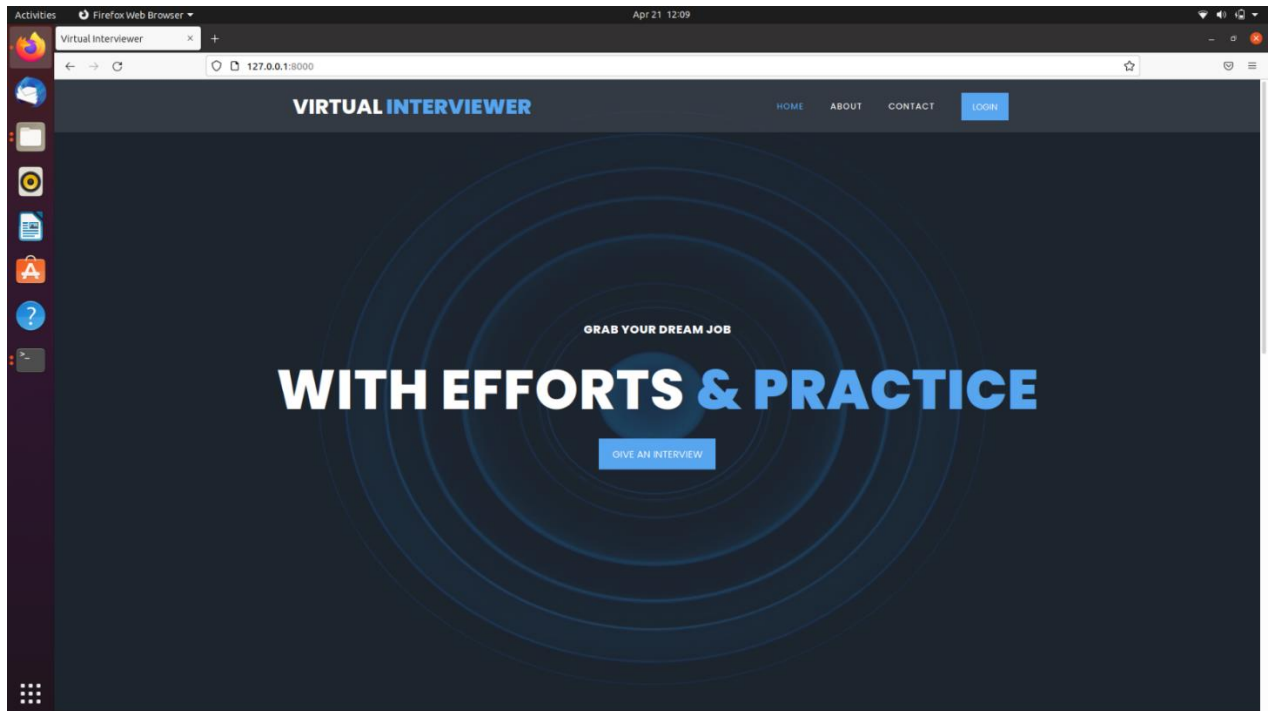 Activities Firefox Web Browser Apr 21 12:09
Virtual Interviewer
127.0.0.1:8000
VIRTUAL INTERVIEWER HOME ABOUT CONTACT LOGIN
GRAB YOUR DREAM JOB
WITH EFFORTS & PRACTICE
GIVE AN INTERVIEW